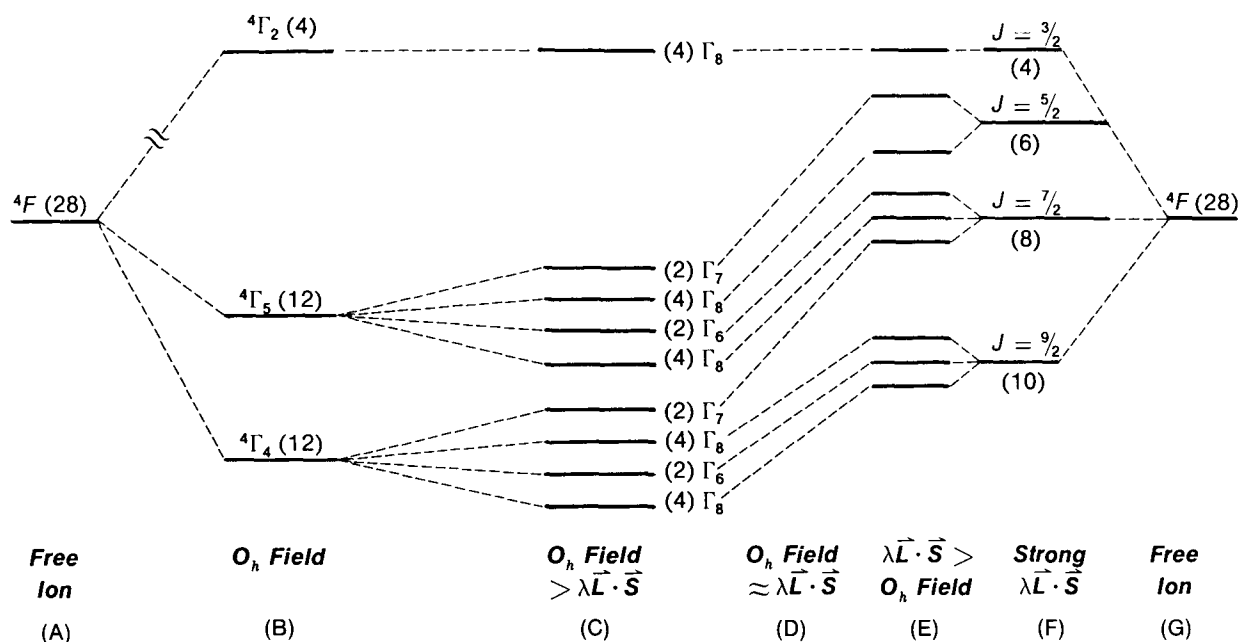 ⁴Γ₂ (4)
(4) Γ₈
J = 3/2
(4)
J = 5/2
(6)
⁴F (28)
J = 7/2
(8)
⁴F (28)
(2) Γ₇
⁴Γ₅ (12)
(4) Γ₈
(2) Γ₆
(4) Γ₈
J = 9/2
(10)
(2) Γ₇
⁴Γ₄ (12)
(4) Γ₈
(2) Γ₆
(4) Γ₈
Free
Ion
(A)
Oₕ Field
(B)
Oₕ Field
> λL⃗ · S⃗
(C)
Oₕ Field
≈ λL⃗ · S⃗
(D)
λL⃗ · S⃗ >
Oₕ Field
(E)
Strong
λL⃗ · S⃗
(F)
Free
Ion
(G)